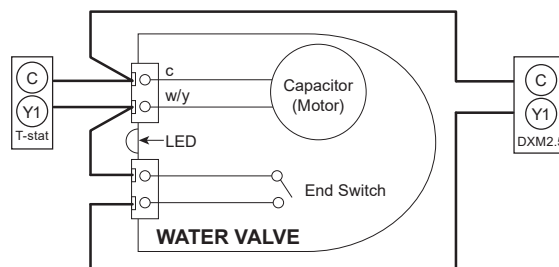 C
Y1
T-stat
c
w/y
LED
Capacitor
(Motor)
End Switch
WATER VALVE
C
Y1
DXM2.5